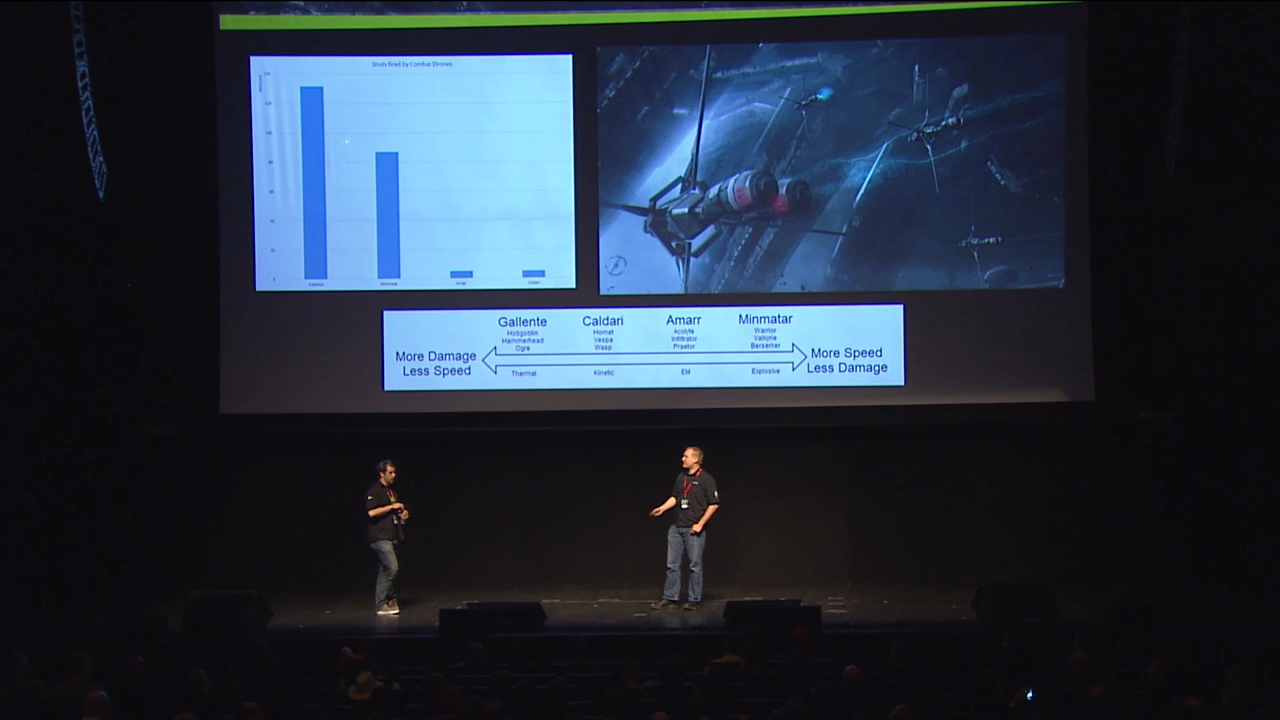 Shots fired by Combat Drones
Gallente
Hobgoblin
Hammerhead
Ogre
Caldari
Hornet
Vespa
Wasp
Amarr
Acolyte
Infiltrator
Praetor
Minmatar
Warrior
Valkyrie
Berserker
More Damage
Less Speed
More Speed
Less Damage
Thermal
Kinetic
EM
Explosive